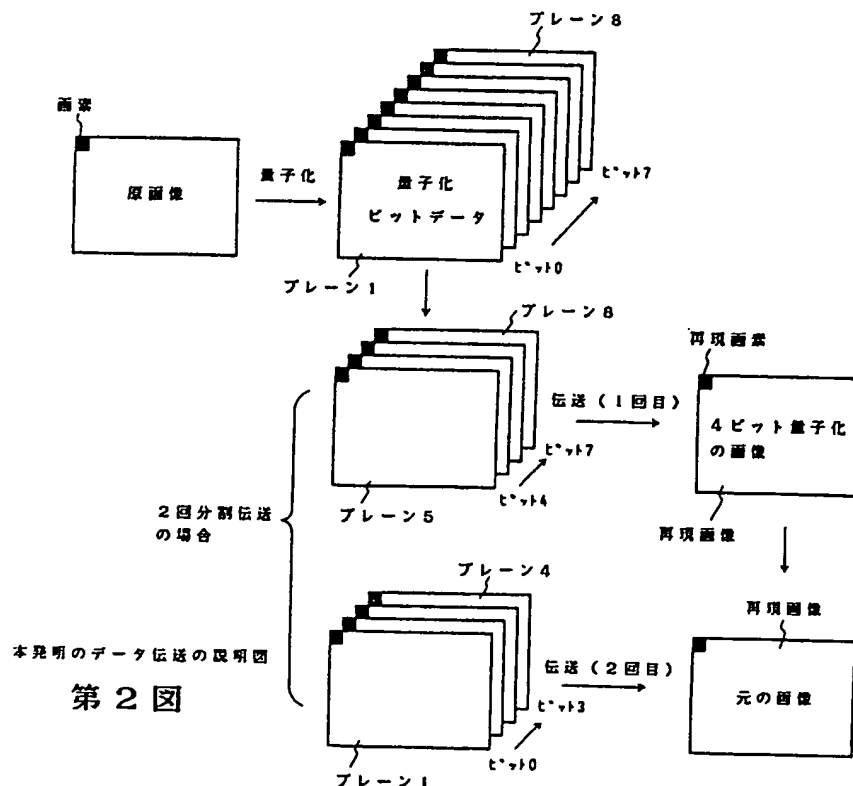 プレーン8
画素
原画像
量子化
量子化
ビットデータ
ビット7
ビット0
プレーン1
プレーン8
再現画素
伝送(1回目)
4ビット量子化
の画像
ビット7
ビット4
プレーン5
2回分割伝送
の場合
再現画像
プレーン4
再現画像
本発明のデータ伝送の説明図
第2図
伝送(2回目)
元の画像
ビット3
ビット0
プレーン1